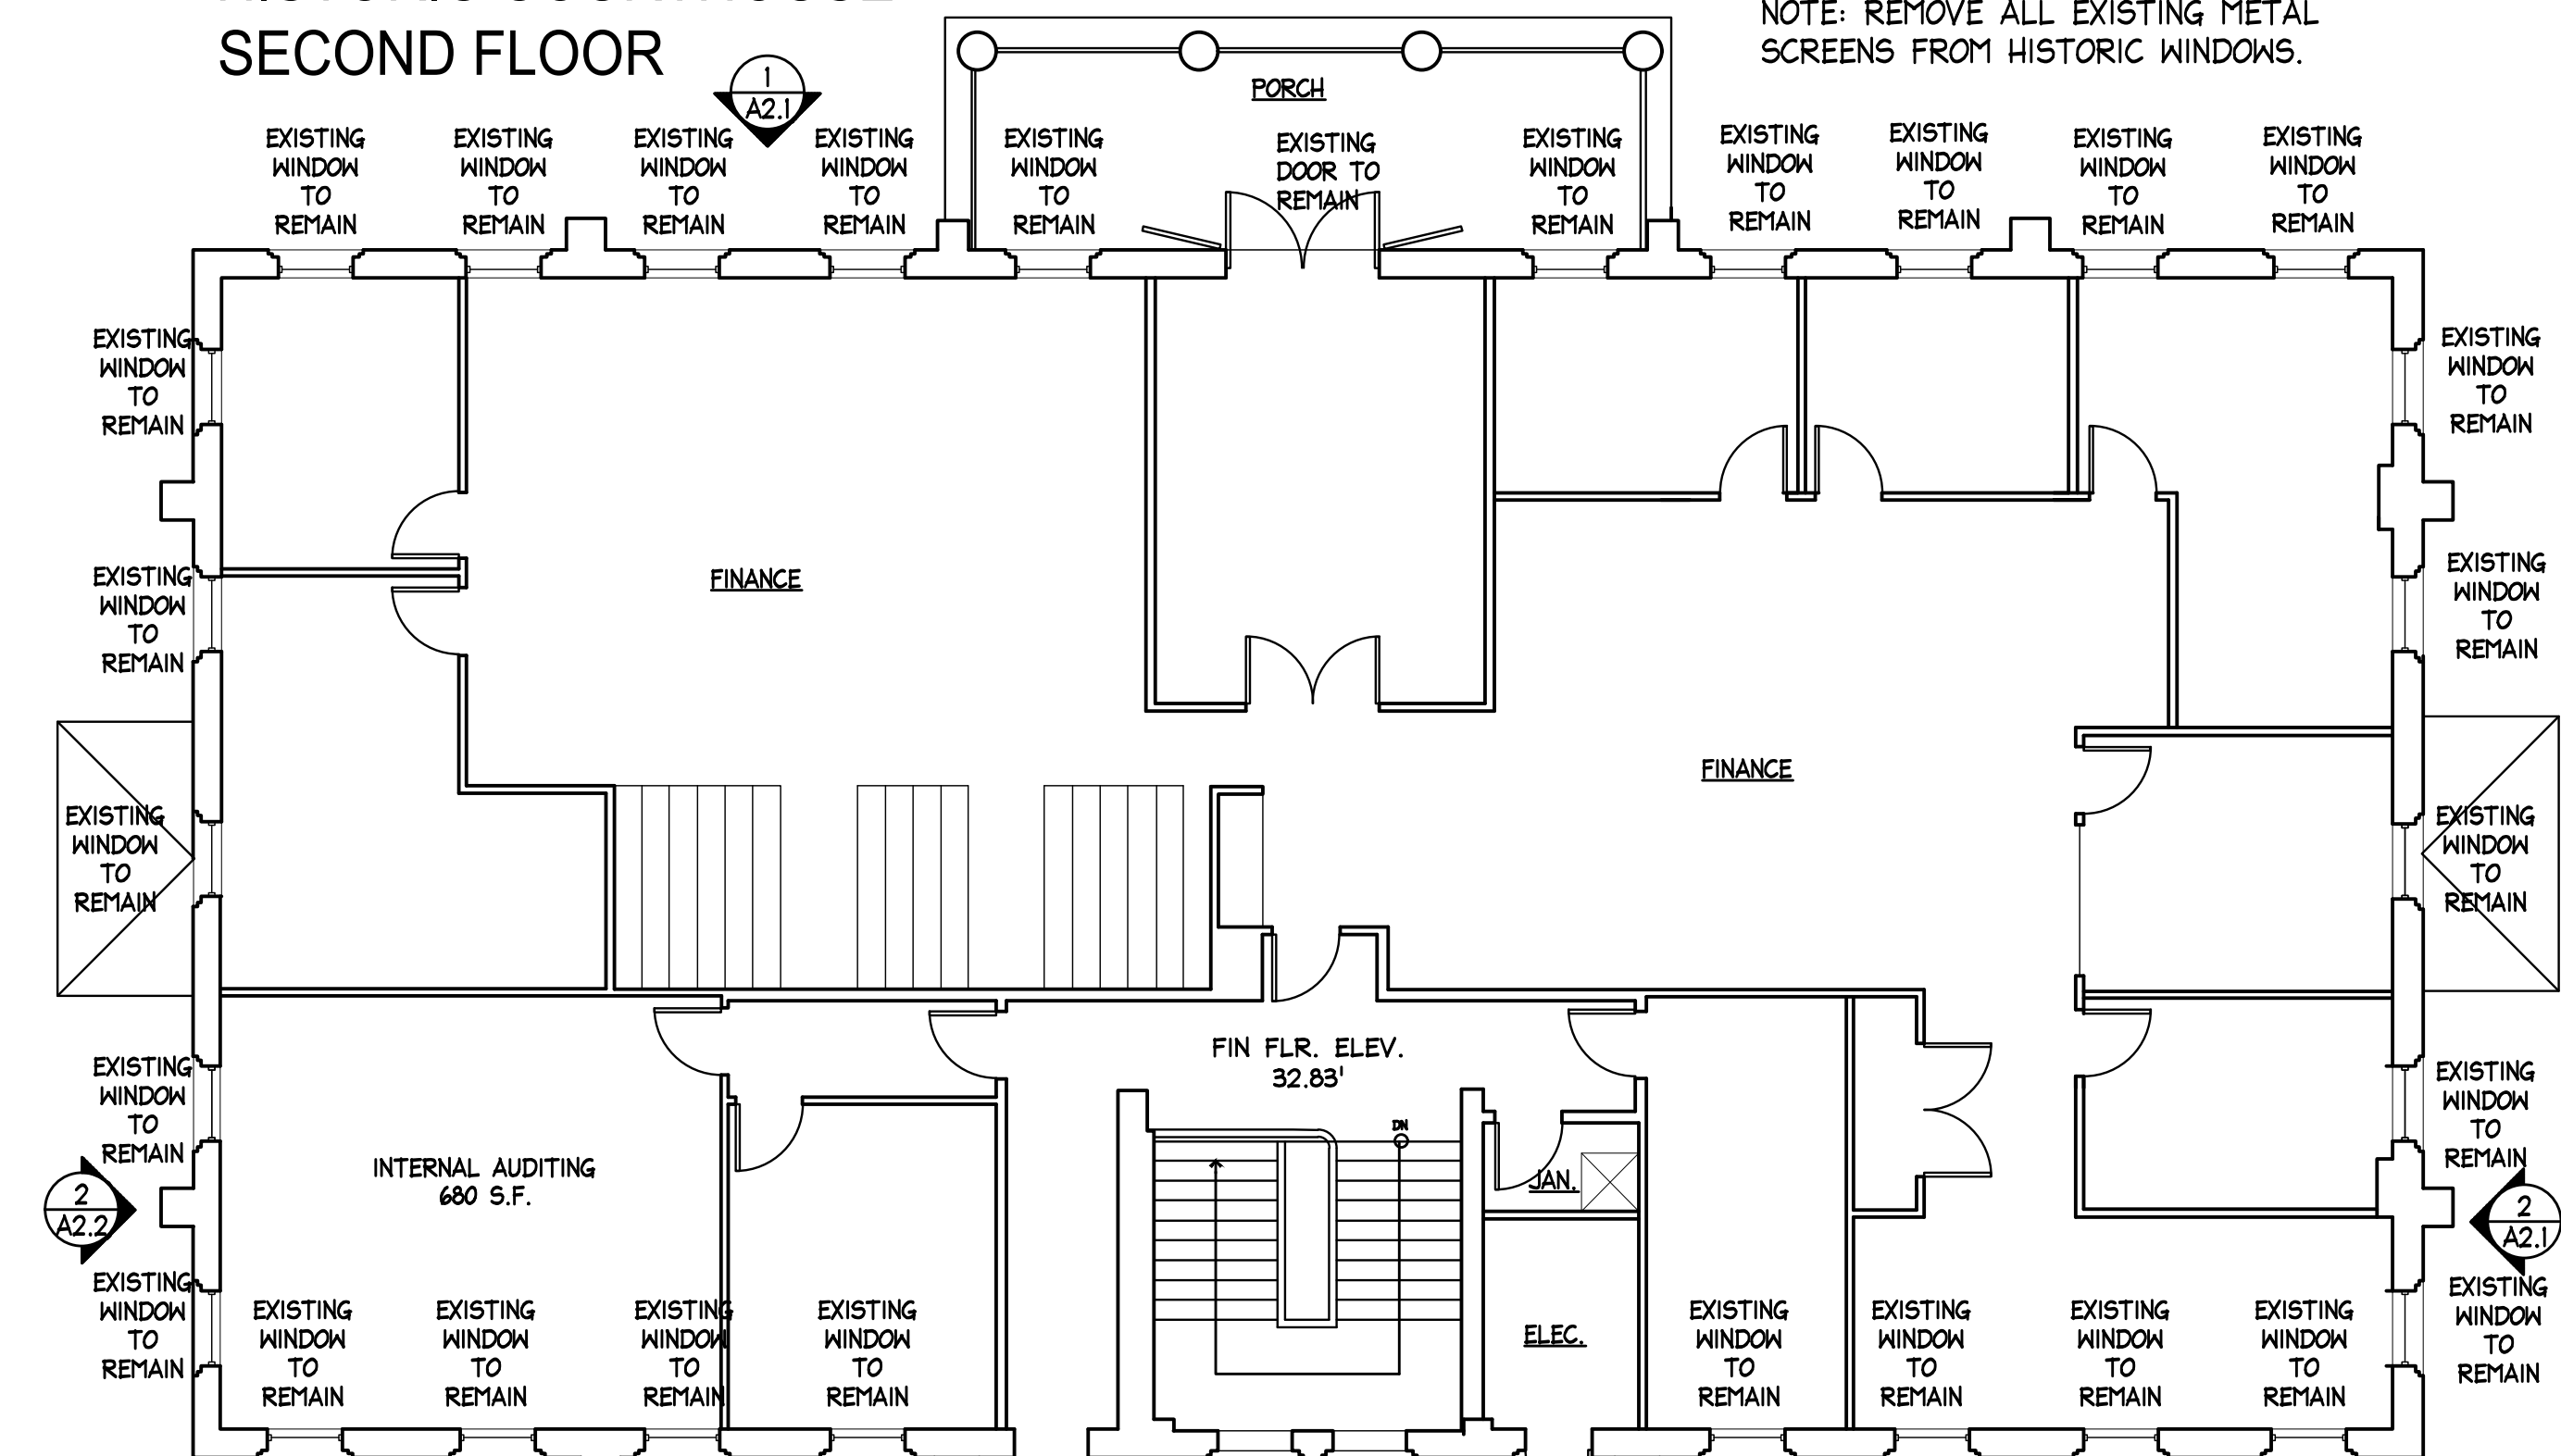 SECOND FLOOR
NOTE: REMOVE ALL EXISTING METAL
SCREENS FROM HISTORIC WINDOWS.
1
A2.1
PORCH
EXISTING
WINDOW
TO
REMAIN
EXISTING
WINDOW
TO
REMAIN
EXISTING
WINDOW
TO
REMAIN
EXISTING
WINDOW
TO
REMAIN
EXISTING
WINDOW
TO
REMAIN
EXISTING
DOOR TO
REMAIN
EXISTING
WINDOW
TO
REMAIN
EXISTING
WINDOW
TO
REMAIN
EXISTING
WINDOW
TO
REMAIN
EXISTING
WINDOW
TO
REMAIN
EXISTING
WINDOW
TO
REMAIN
EXISTING
WINDOW
TO
REMAIN
EXISTING
WINDOW
TO
REMAIN
EXISTING
WINDOW
TO
REMAIN
FINANCE
EXISTING
WINDOW
TO
REMAIN
FINANCE
EXISTING
WINDOW
TO
REMAIN
EXISTING
WINDOW
TO
REMAIN
FIN FLR. ELEV.
32.83'
EXISTING
WINDOW
TO
REMAIN
EXISTING
WINDOW
TO
REMAIN
DN
INTERNAL AUDITING
680 S.F.
JAN.
2
A2.2
2
A2.1
EXISTING
WINDOW
TO
REMAIN
EXISTING
WINDOW
TO
REMAIN
EXISTING
WINDOW
TO
REMAIN
EXISTING
WINDOW
TO
REMAIN
EXISTING
WINDOW
TO
REMAIN
ELEC.
EXISTING
WINDOW
TO
REMAIN
EXISTING
WINDOW
TO
REMAIN
EXISTING
WINDOW
TO
REMAIN
EXISTING
WINDOW
TO
REMAIN
EXISTING
WINDOW
TO
REMAIN